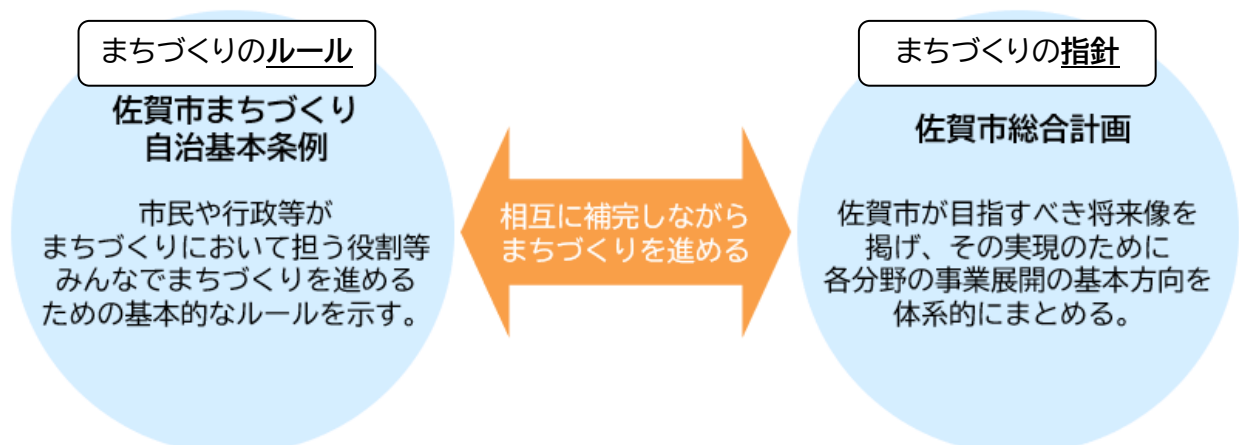 まちづくりのルール
佐賀市まちづくり
自治基本条例
市民や行政等が
まちづくりにおいて担う役割等
みんなでまちづくりを進める
ための基本的なルールを示す。
相互に補完しながら
まちづくりを進める
まちづくりの指針
佐賀市総合計画
佐賀市が目指すべき将来像を
掲げ、その実現のために
各分野の事業展開の基本方向を
体系的にまとめる。